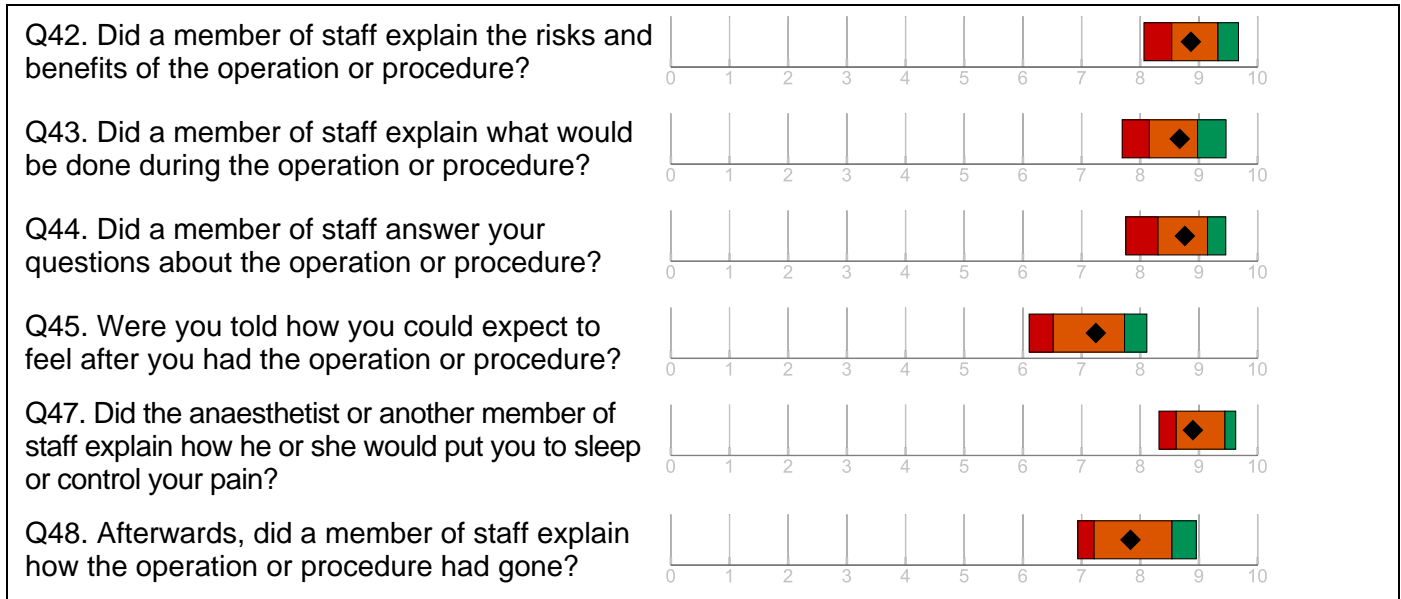 Q42. Did a member of staff explain the risks and
benefits of the operation or procedure?
0 1 2 3 4 5 6 7 8 9 10
Q43. Did a member of staff explain what would
be done during the operation or procedure?
0 1 2 3 4 5 6 7 8 9 10
Q44. Did a member of staff answer your
questions about the operation or procedure?
0 1 2 3 4 5 6 7 8 9 10
Q45. Were you told how you could expect to
feel after you had the operation or procedure?
0 1 2 3 4 5 6 7 8 9 10
Q47. Did the anaesthetist or another member of
staff explain how he or she would put you to sleep
or control your pain?
0 1 2 3 4 5 6 7 8 9 10
Q48. Afterwards, did a member of staff explain
how the operation or procedure had gone?
0 1 2 3 4 5 6 7 8 9 10